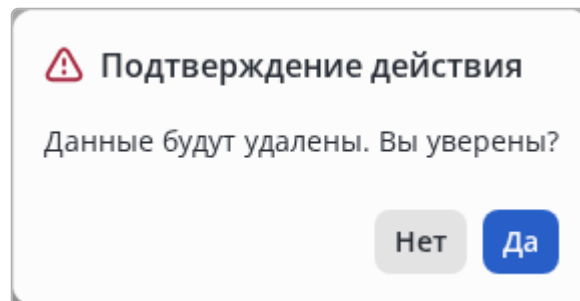 Подтверждение действия
Данные будут удалены. Вы уверены?
Нет Да